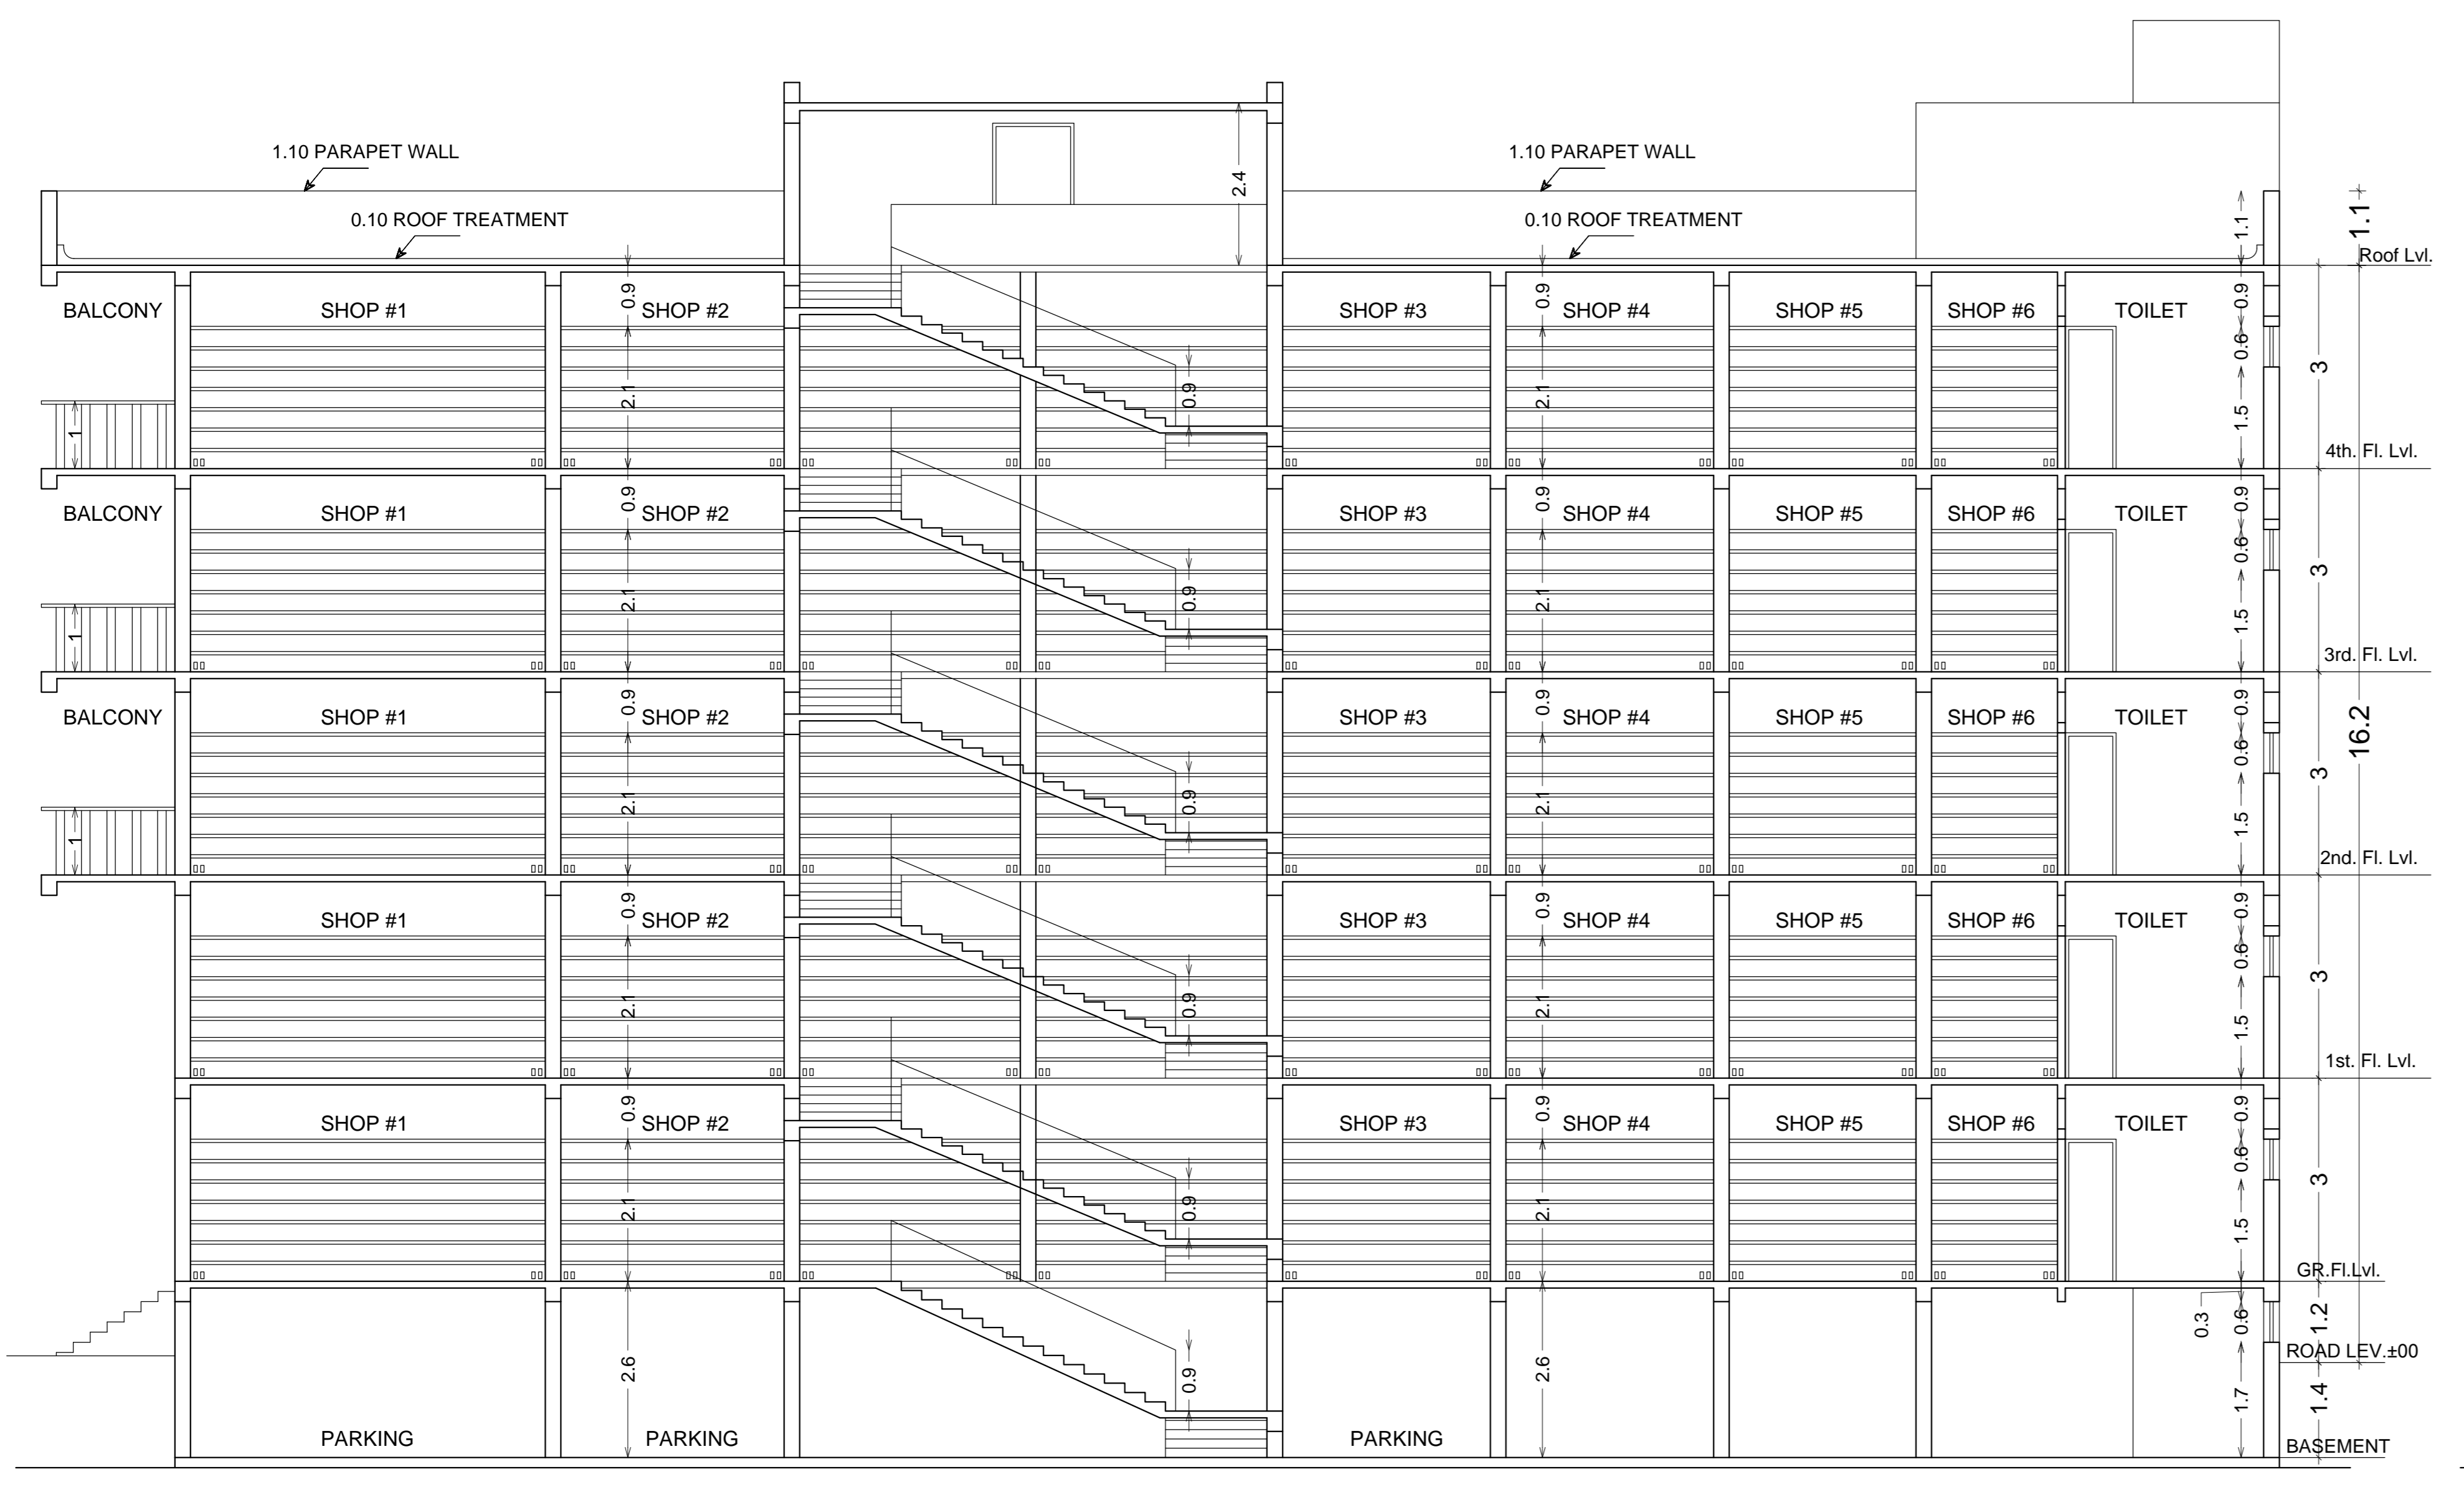 1.10 PARAPET WALL
1.10 PARAPET WALL
2.4
0.10 ROOF TREATMENT
0.10 ROOF TREATMENT
1.1
1.1
Roof Lvl.
BALCONY
SHOP #1
0.9
SHOP #2
SHOP #3
0.9
SHOP #4
SHOP #5
SHOP #6
TOILET
0.9
0.6
3
1
2.1
0.9
2.1
1.5
4th. Fl. Lvl.
BALCONY
SHOP #1
0.9
SHOP #2
SHOP #3
0.9
SHOP #4
SHOP #5
SHOP #6
TOILET
0.9
0.6
3
1
2.1
0.9
2.1
1.5
3rd. Fl. Lvl.
BALCONY
SHOP #1
0.9
SHOP #2
SHOP #3
0.9
SHOP #4
SHOP #5
SHOP #6
TOILET
0.9
16.2
0.6
3
1
2.1
0.9
2.1
1.5
2nd. Fl. Lvl.
SHOP #1
0.9
SHOP #2
SHOP #3
0.9
SHOP #4
SHOP #5
SHOP #6
TOILET
0.9
0.6
3
2.1
0.9
2.1
1.5
1st. Fl. Lvl.
SHOP #1
0.9
SHOP #2
SHOP #3
0.9
SHOP #4
SHOP #5
SHOP #6
TOILET
0.9
0.6
3
2.1
0.9
2.1
1.5
GR.Fl.Lvl.
0.3
0.6
1.2
ROAD LEV.±00
2.6
0.9
2.6
1.7
1.4
PARKING
PARKING
PARKING
BASEMENT